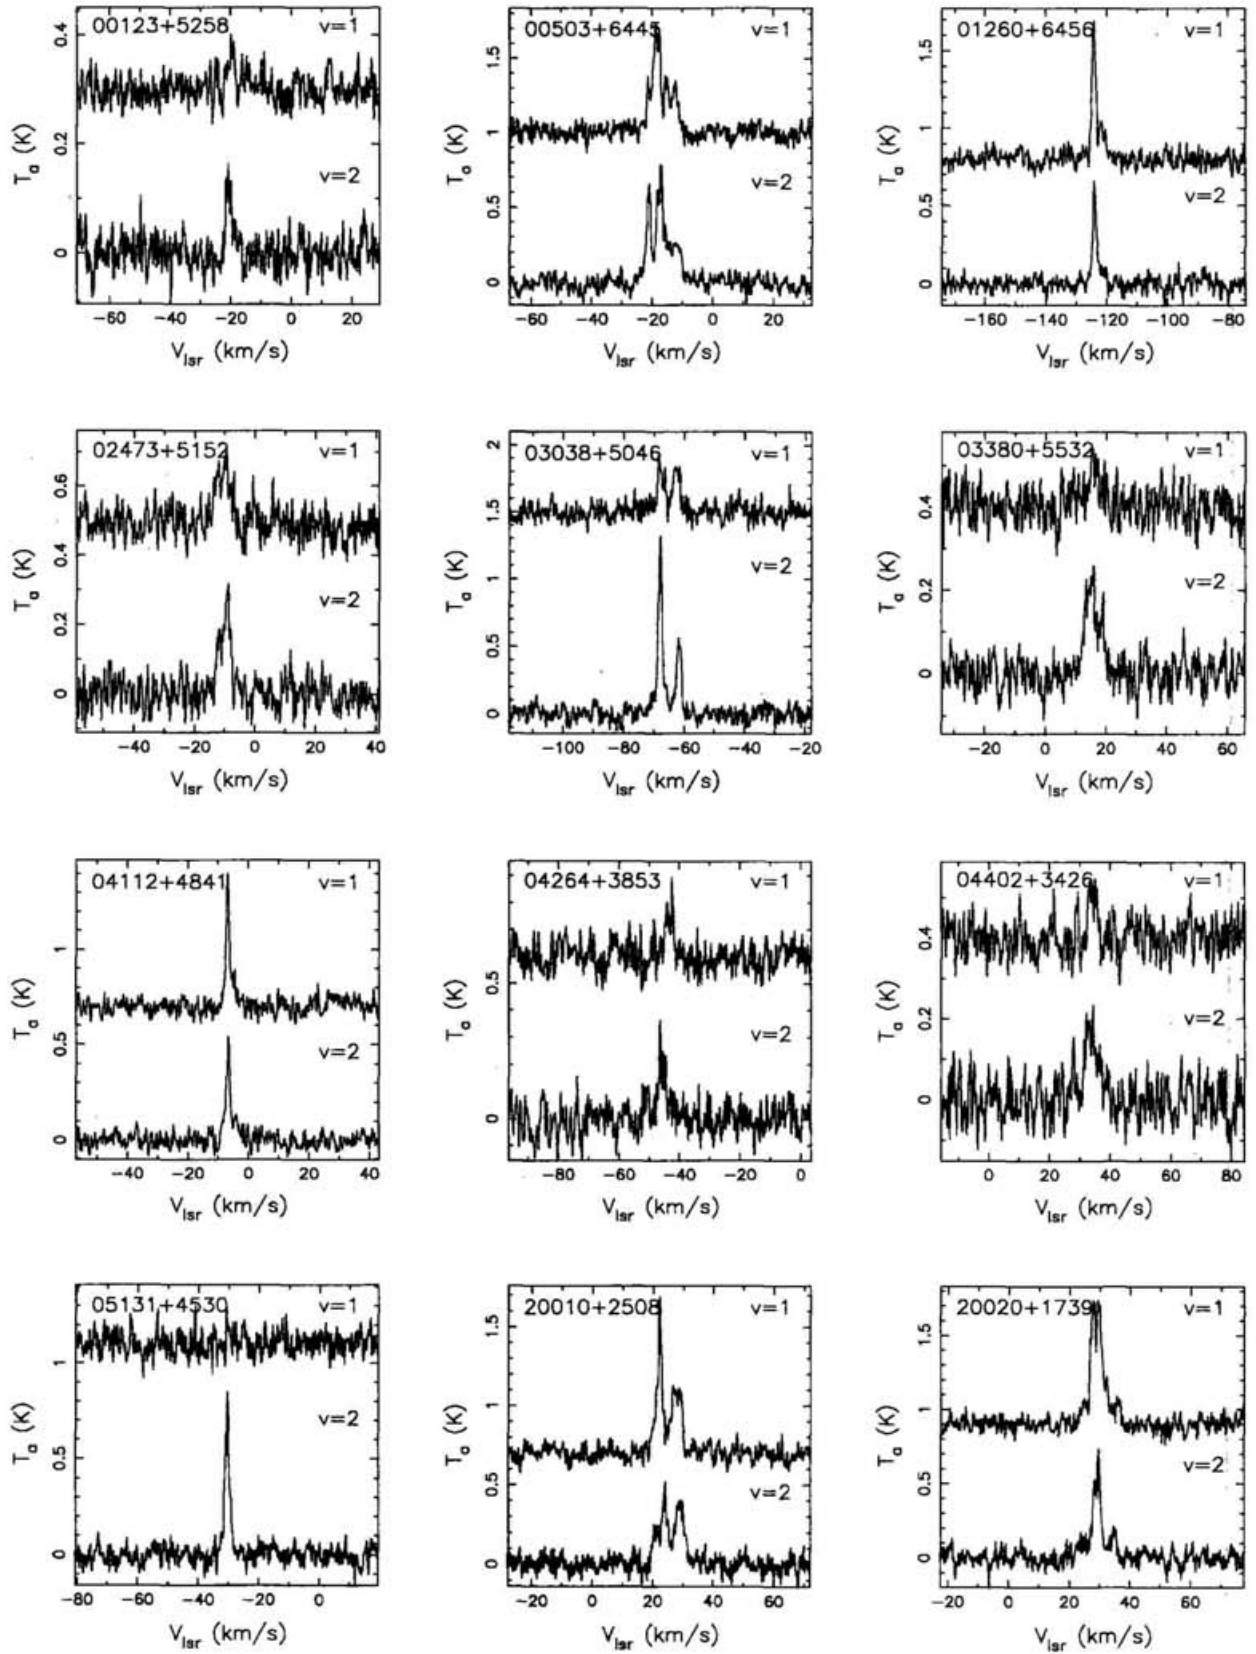 00123+5258 v=1
v=2
0.4
0.2
0
T_a (K)
−60 −40 −20 0 20
V_lsr (km/s)
00503+6445 v=1
v=2
1.5
1
0.5
0
T_a (K)
−60 −40 −20 0 20
V_lsr (km/s)
01260+6456 v=1
v=2
1.5
1
0.5
0
T_a (K)
−160 −140 −120 −100 −80
V_lsr (km/s)
02473+5152 v=1
v=2
0.6
0.4
0.2
0
T_a (K)
−40 −20 0 20 40
V_lsr (km/s)
03038+5046 v=1
v=2
2
1.5
1
0.5
0
T_a (K)
−100 −80 −60 −40 −20
V_lsr (km/s)
03380+5532 v=1
v=2
0.4
0.2
0
T_a (K)
−20 0 20 40 60
V_lsr (km/s)
04112+4841 v=1
v=2
1
0.5
0
T_a (K)
−40 −20 0 20 40
V_lsr (km/s)
04264+3853 v=1
v=2
0.5
0
T_a (K)
−80 −60 −40 −20 0
V_lsr (km/s)
04402+3426 v=1
v=2
0.4
0.2
0
T_a (K)
0 20 40 60 80
V_lsr (km/s)
05131+4530 v=1
v=2
1
0.5
0
T_a (K)
−80 −60 −40 −20 0
V_lsr (km/s)
20010+2508 v=1
v=2
1.5
1
0.5
0
T_a (K)
−20 0 20 40 60
V_lsr (km/s)
20020+1739 v=1
v=2
1.5
1
0.5
0
T_a (K)
−20 0 20 40 60
V_lsr (km/s)